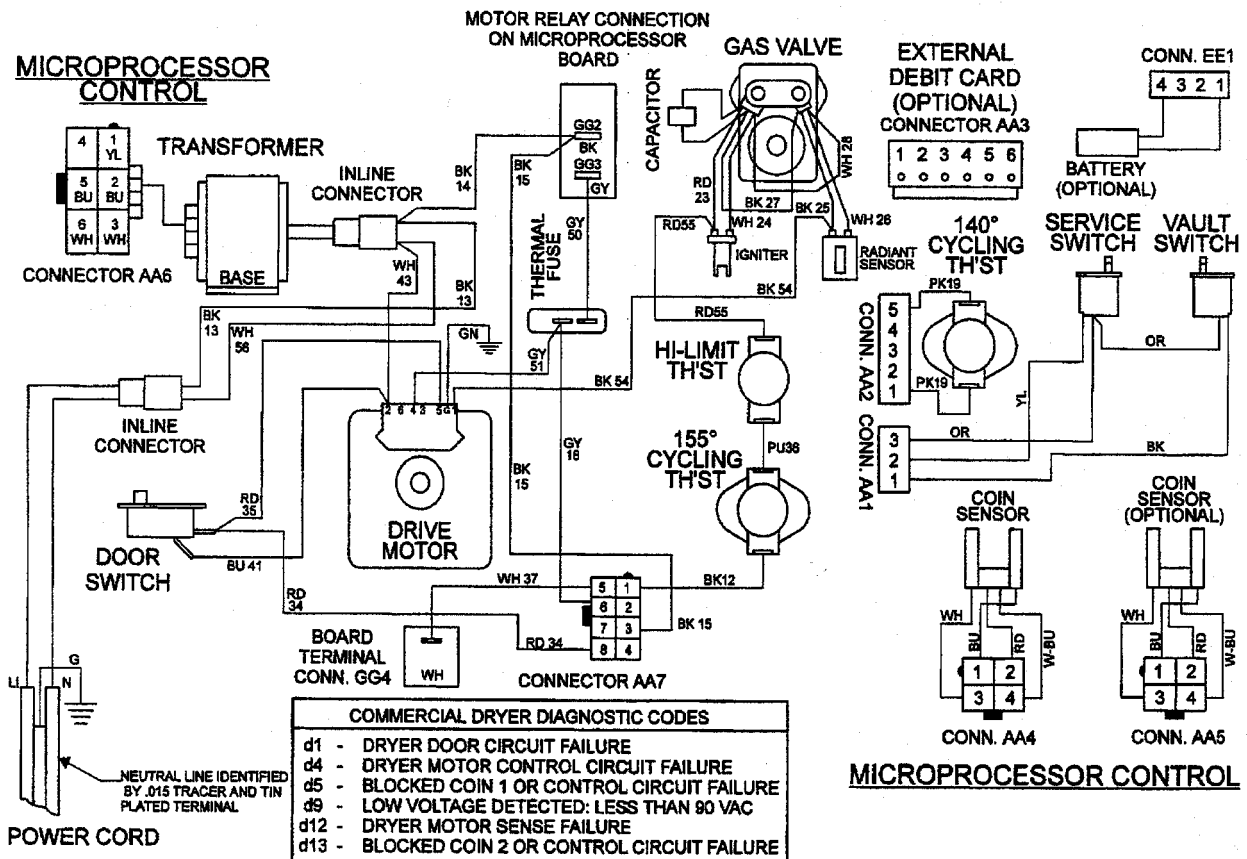 MOTOR RELAY CONNECTION
ON MICROPROCESSOR
BOARD
MICROPROCESSOR
CONTROL
4
1
YL
5
BU
2
BU
6
WH
3
WH
CONNECTOR AA6
TRANSFORMER
BASE
INLINE
CONNECTOR
BK
14
BK
15
GG2
BK
GG3
GY
GY
50
WH
43
BK
13
BK
13
WH
56
GN
THERMAL
FUSE
GY
51
CAPACITOR
GAS VALVE
RD
23
BK 27
WH 28
WH 24
BK 25
WH 26
RD55
IGNITER
RADIANT
SENSOR
BK 54
RD55
BK 54
HI-LIMIT
TH'ST
PU36
155°
CYCLING
TH'ST
EXTERNAL
DEBIT CARD
(OPTIONAL)
CONNECTOR AA3
1 2 3 4 5 6
CONN. EE1
4 3 2 1
BATTERY
(OPTIONAL)
140°
CYCLING
TH'ST
SERVICE
SWITCH
VAULT
SWITCH
PK19
5
4
3
2
1
CONN. AA2
PK19
OR
YL
3
2
1
CONN. AA1
OR
BK
INLINE
CONNECTOR
2 6 4 3 5 G 1
DRIVE
MOTOR
GY
16
BK
15
DOOR
SWITCH
RD
35
BU 41
RD
34
WH 37
BK12
5 1
6 2
7 3
8 4
BK 15
RD 34
BOARD
TERMINAL
CONN. GG4
WH
CONNECTOR AA7
COIN
SENSOR
WH
BU
RD
W-BU
1 2
3 4
CONN. AA4
COIN
SENSOR
(OPTIONAL)
WH
BU
RD
W-BU
1 2
3 4
CONN. AA5
MICROPROCESSOR CONTROL
G
L1
N
NEUTRAL LINE IDENTIFIED
BY .015 TRACER AND TIN
PLATED TERMINAL
POWER CORD
COMMERCIAL DRYER DIAGNOSTIC CODES
d1 - DRYER DOOR CIRCUIT FAILURE
d4 - DRYER MOTOR CONTROL CIRCUIT FAILURE
d5 - BLOCKED COIN 1 OR CONTROL CIRCUIT FAILURE
d9 - LOW VOLTAGE DETECTED: LESS THAN 90 VAC
d12 - DRYER MOTOR SENSE FAILURE
d13 - BLOCKED COIN 2 OR CONTROL CIRCUIT FAILURE